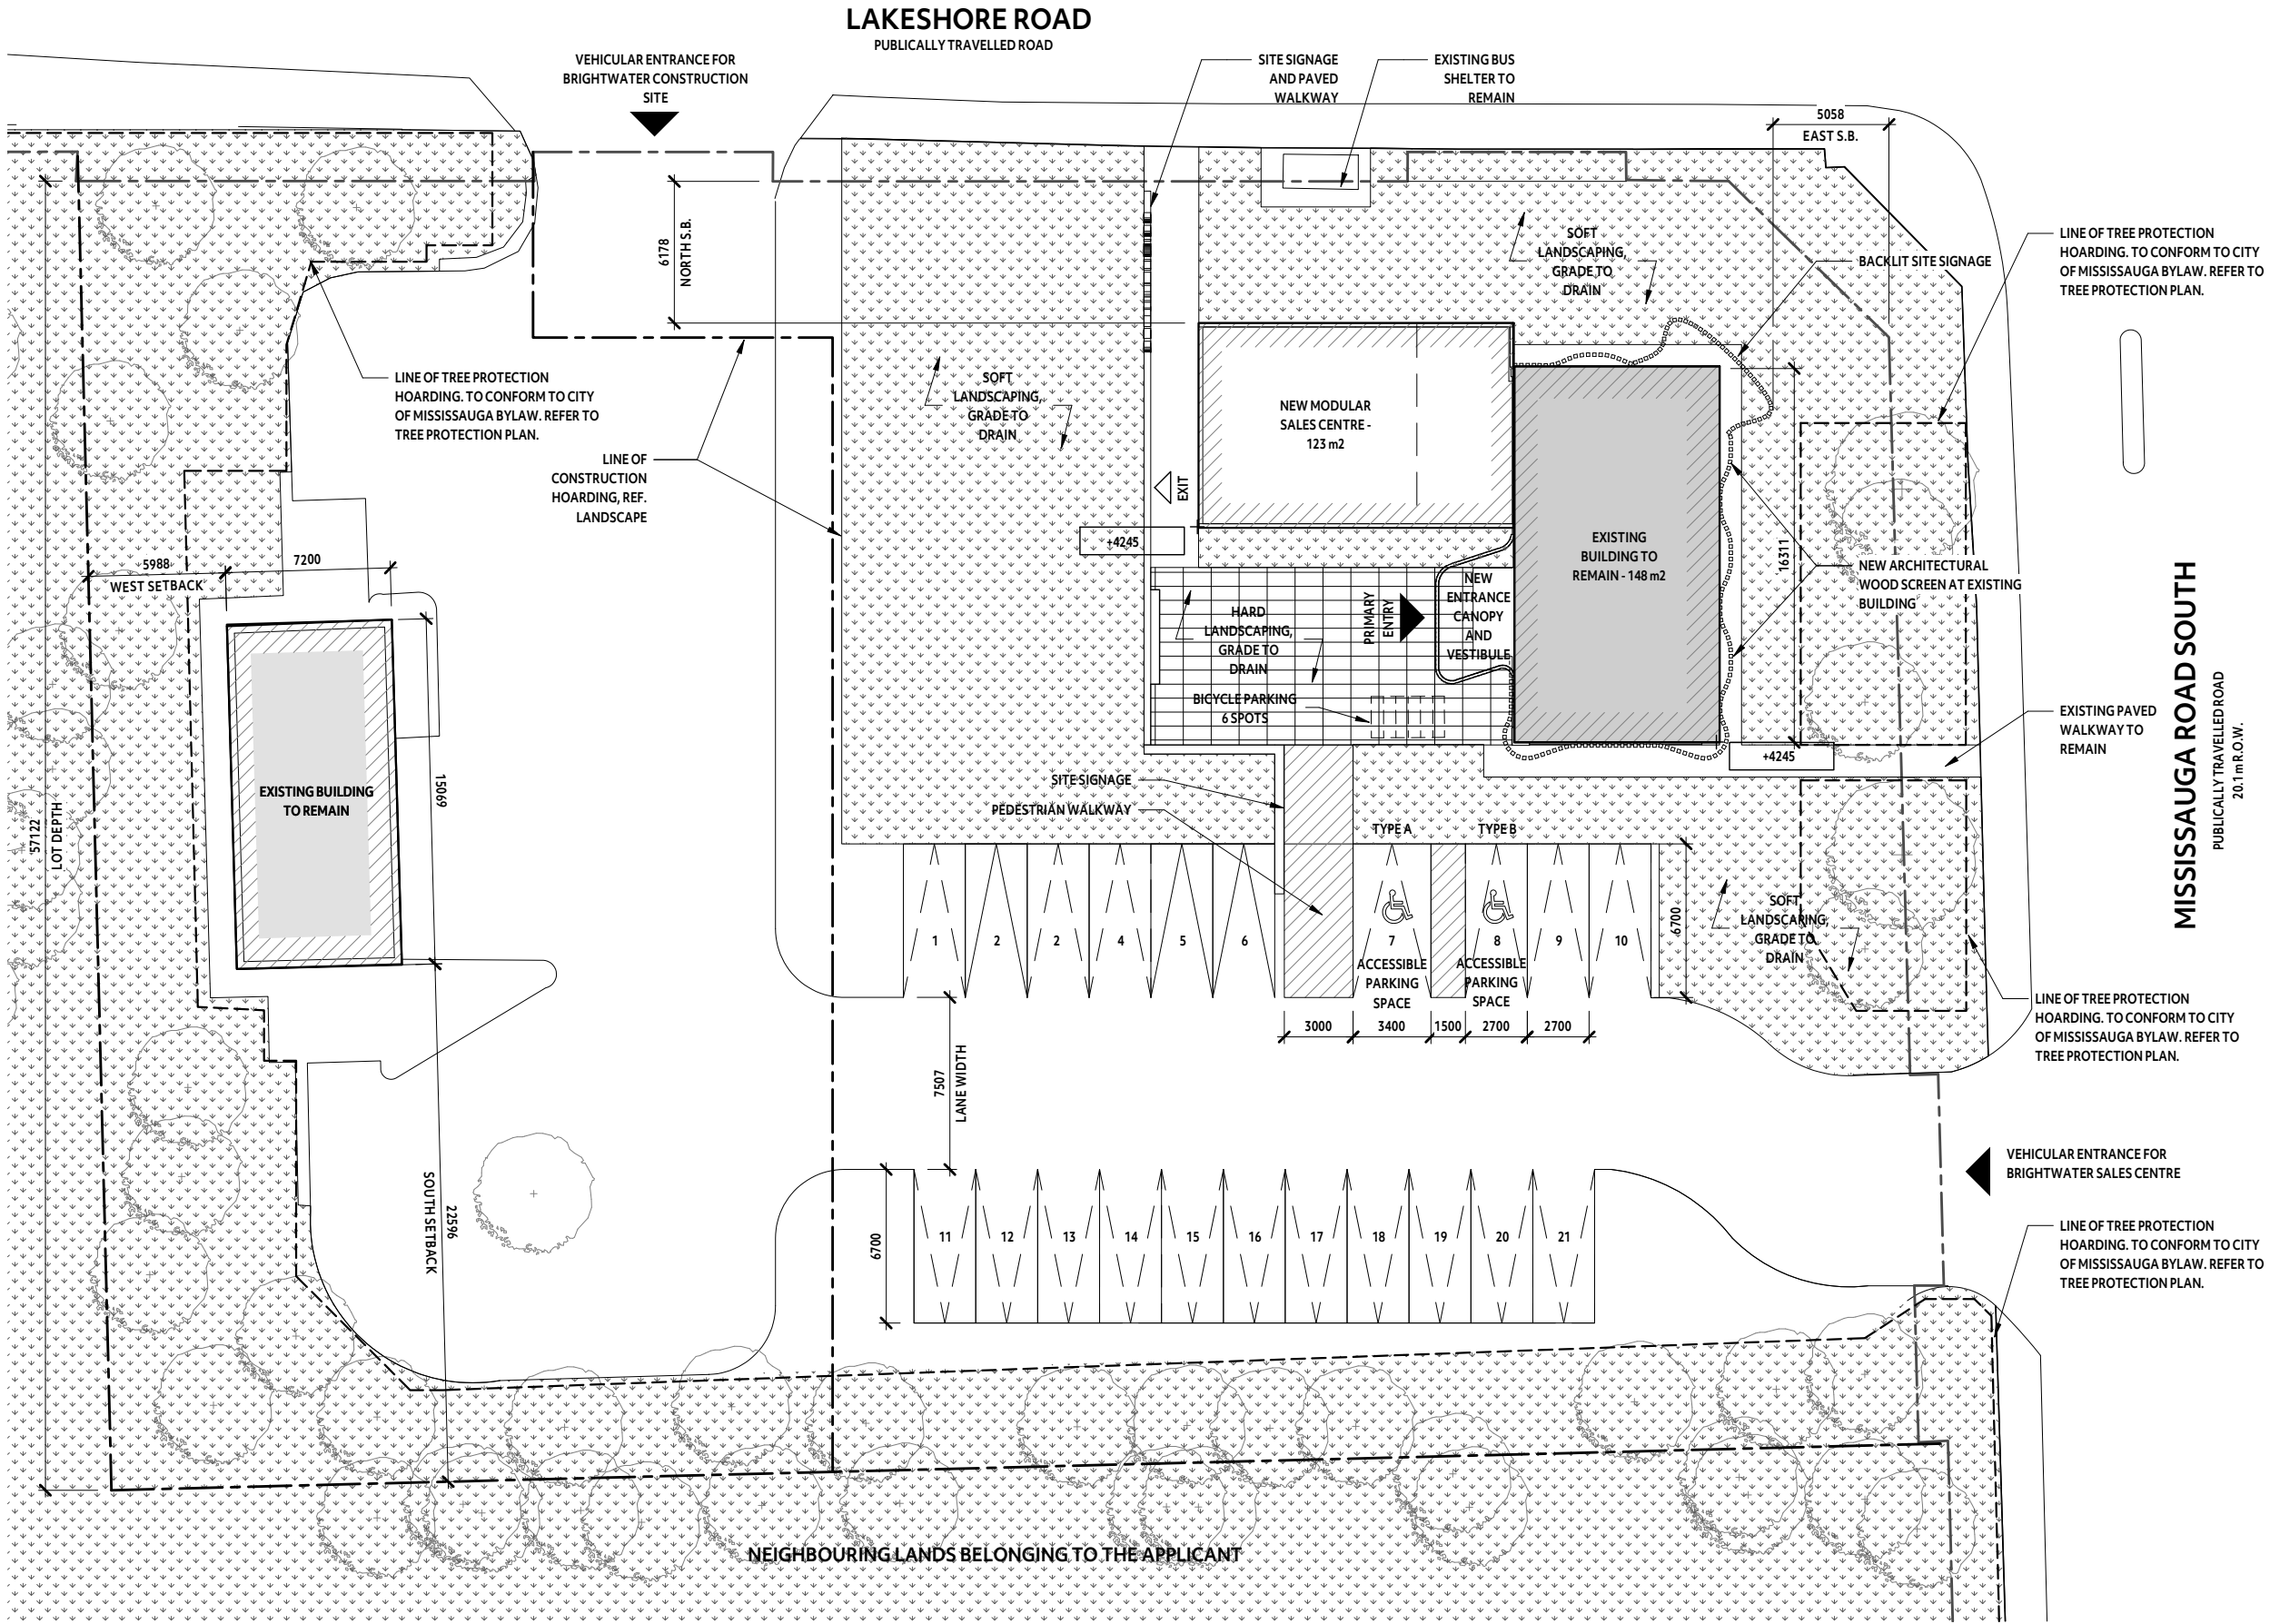 LAKESHORE ROAD
PUBLICALLY TRAVELLED ROAD
VEHICULAR ENTRANCE FOR
BRIGHTWATER CONSTRUCTION
SITE
SITE SIGNAGE
AND PAVED
WALKWAY
EXISTING BUS
SHELTER TO
REMAIN
5058
EAST S.B.
6178
NORTH S.B.
SOFT
LANDSCAPING,
GRADE TO
DRAIN
BACKLIT SITE SIGNAGE
LINE OF TREE PROTECTION
HOARDING. TO CONFORM TO CITY
OF MISSISSAUGA BYLAW. REFER TO
TREE PROTECTION PLAN.
LINE OF TREE PROTECTION
HOARDING. TO CONFORM TO CITY
OF MISSISSAUGA BYLAW. REFER TO
TREE PROTECTION PLAN.
SOFT
LANDSCAPING,
GRADE TO
DRAIN
NEW MODULAR
SALES CENTRE -
123 m2
LINE OF
CONSTRUCTION
HOARDING, REF.
LANDSCAPE
EXIT
+4245
EXISTING
BUILDING TO
REMAIN - 148 m2
16311
NEW ARCHITECTURAL
WOOD SCREEN AT EXISTING
BUILDING
5988
WEST SETBACK
7200
HARD
LANDSCAPING,
GRADE TO
DRAIN
PRIMARY
ENTRY
NEW
ENTRANCE
CANOPY
AND
VESTIBULE
BICYCLE PARKING
6 SPOTS
MISSISSAUGA ROAD SOUTH
PUBLICALLY TRAVELLED ROAD
20.1 m R.O.W.
EXISTING PAVED
WALKWAY TO
REMAIN
+4245
EXISTING BUILDING
TO REMAIN
15069
57122
LOT DEPTH
SITE SIGNAGE
PEDESTRIAN WALKWAY
TYPE A
TYPE B
1
2
2
4
5
6
7
8
9
10
ACCESSIBLE
PARKING
SPACE
ACCESSIBLE
PARKING
SPACE
6700
SOFT
LANDSCAPING,
GRADE TO
DRAIN
3000
3400
1500
2700
2700
LINE OF TREE PROTECTION
HOARDING. TO CONFORM TO CITY
OF MISSISSAUGA BYLAW. REFER TO
TREE PROTECTION PLAN.
7507
LANE WIDTH
22596
SOUTH SETBACK
6700
11
12
13
14
15
16
17
18
19
20
21
VEHICULAR ENTRANCE FOR
BRIGHTWATER SALES CENTRE
LINE OF TREE PROTECTION
HOARDING. TO CONFORM TO CITY
OF MISSISSAUGA BYLAW. REFER TO
TREE PROTECTION PLAN.
NEIGHBOURING LANDS BELONGING TO THE APPLICANT